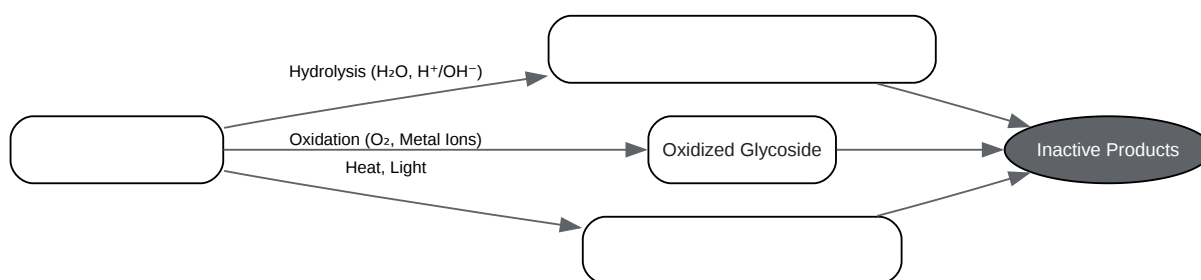 Hydrolysis (H₂O, H⁺/OH⁻)
Oxidation (O₂, Metal Ions)
Heat, Light
Oxidized Glycoside
Inactive Products